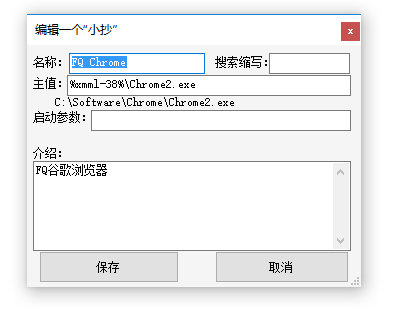 编辑一个"小抄"
x
名称：FQ Chrome 搜索缩写：
主值：%xmml-38%\Chrome2.exe
C:\Software\Chrome\Chrome2.exe
启动参数：
介绍：
FQ谷歌浏览器
保存 取消